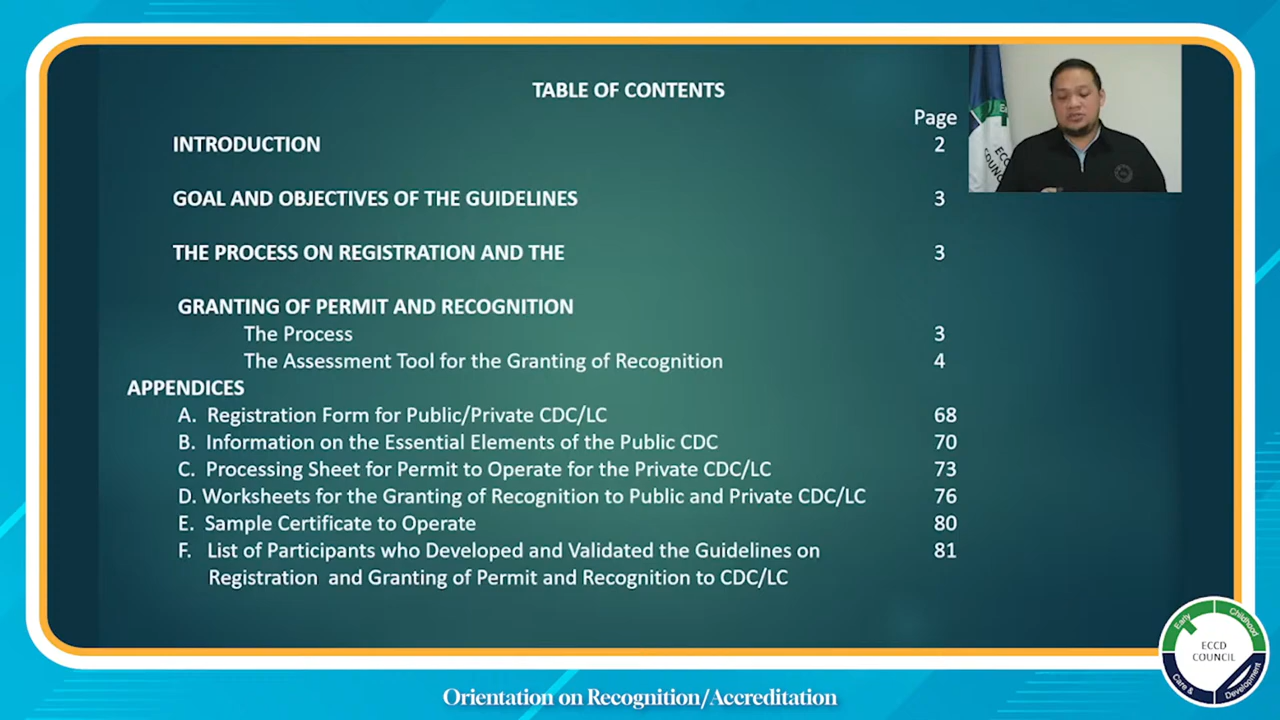 TABLE OF CONTENTS
Page
INTRODUCTION 2
GOAL AND OBJECTIVES OF THE GUIDELINES 3
THE PROCESS ON REGISTRATION AND THE 3
GRANTING OF PERMIT AND RECOGNITION
The Process 3
The Assessment Tool for the Granting of Recognition 4
APPENDICES
A. Registration Form for Public/Private CDC/LC 68
B. Information on the Essential Elements of the Public CDC 70
C. Processing Sheet for Permit to Operate for the Private CDC/LC 73
D. Worksheets for the Granting of Recognition to Public and Private CDC/LC 76
E. Sample Certificate to Operate 80
F. List of Participants who Developed and Validated the Guidelines on 81
Registration and Granting of Permit and Recognition to CDC/LC
ECCD
COUNCIL
Early Childhood
ECCD
COUNCIL
Care & Development
Orientation on Recognition/Accreditation